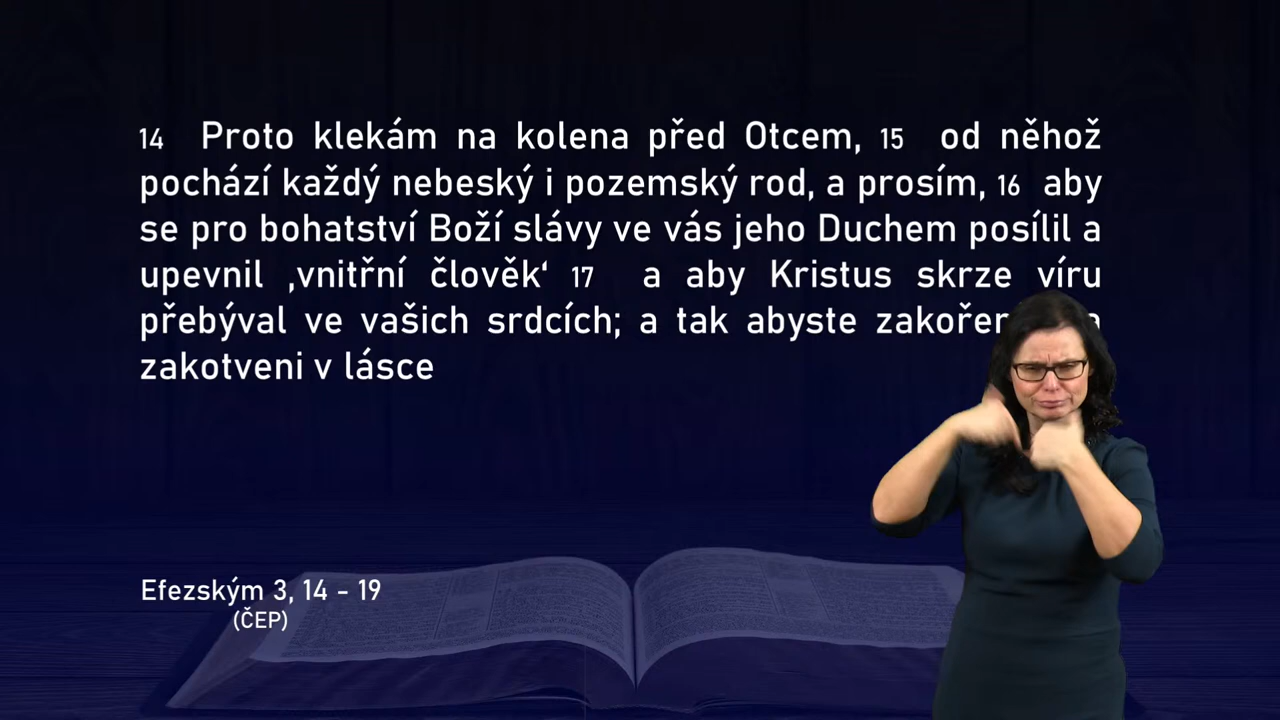 14 Proto klekám na kolena před Otcem, 15 od něhož
pochází každý nebeský i pozemský rod, a prosím, 16 aby
se pro bohatství Boží slávy ve vás jeho Duchem posílil a
upevnil ‚vnitřní člověk‘ 17 a aby Kristus skrze víru
přebýval ve vašich srdcích; a tak abyste
zakotveni v lásce
Efezským 3, 14 - 19
(ČEP)